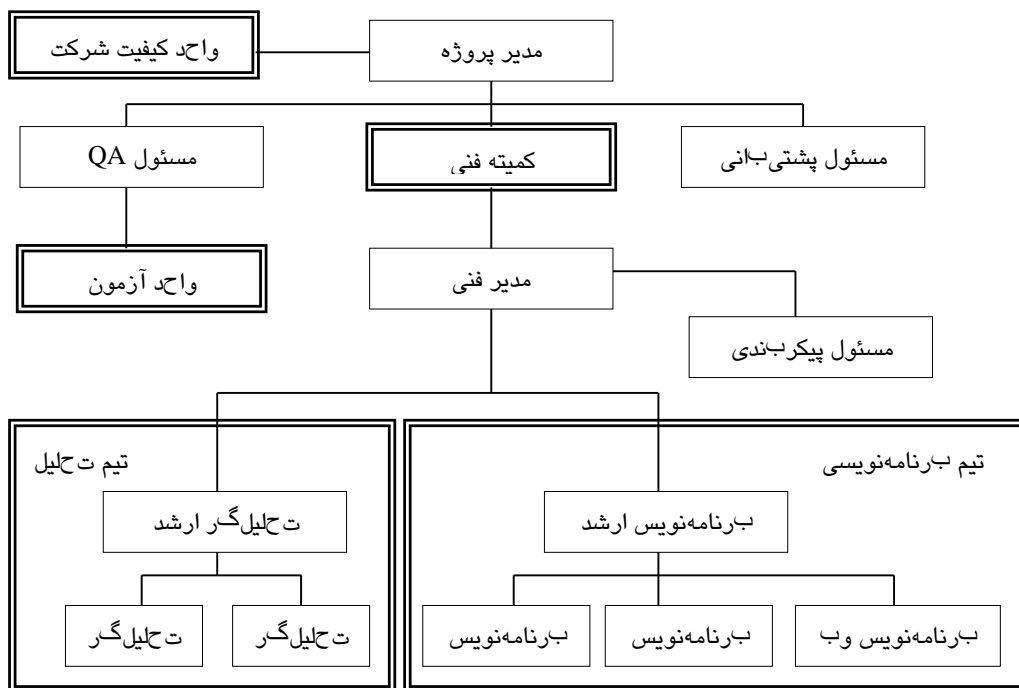 واحد کیفیت شرکت
مدیر پروژه
مسئول QA
کمیته فنی
مسئول پشتیبانی
واحد آزمون
مدیر فنی
مسئول پیکربندی
تیم تحلیل
تیم برنامه‌نویسی
تحلیل‌گر ارشد
برنامه‌نویس ارشد
تحلیل‌گر
تحلیل‌گر
برنامه‌نویس
برنامه‌نویس
برنامه‌نویس وب